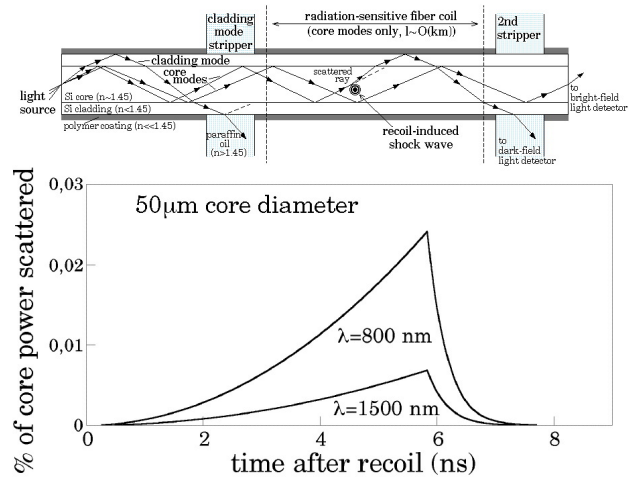 cladding
mode
stripper
radiation-sensitive fiber coil
(core modes only, l~O(km))
2nd
stripper
cladding mode
core
modes
scattered
ray
light
source
Si core (n~1.45)
Si cladding (n<1.45)
polymer coating (n<<1.45)
paraffin
oil
(n>1.45)
recoil-induced
shock wave
to
bright-field
light detector
to
dark-field
light detector
50μm core diameter
% of core power scattered
0,03
0,02
0,01
0
λ=800 nm
λ=1500 nm
0 2 4 6 8
time after recoil (ns)